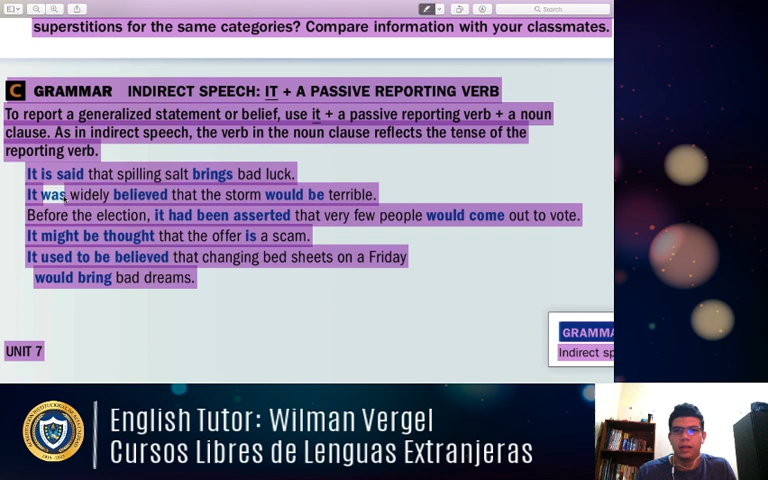 Search
superstitions for the same categories? Compare information with your classmates.
C GRAMMAR INDIRECT SPEECH: IT + A PASSIVE REPORTING VERB
To report a generalized statement or belief, use it + a passive reporting verb + a noun
clause. As in indirect speech, the verb in the noun clause reflects the tense of the
reporting verb.
It is said that spilling salt brings bad luck.
It was widely believed that the storm would be terrible.
Before the election, it had been asserted that very few people would come out to vote.
It might be thought that the offer is a scam.
It used to be believed that changing bed sheets on a Friday
would bring bad dreams.
UNIT 7
GRAMMA
Indirect sp
English Tutor: Wilman Vergel
Cursos Libres de Lenguas Extranjeras